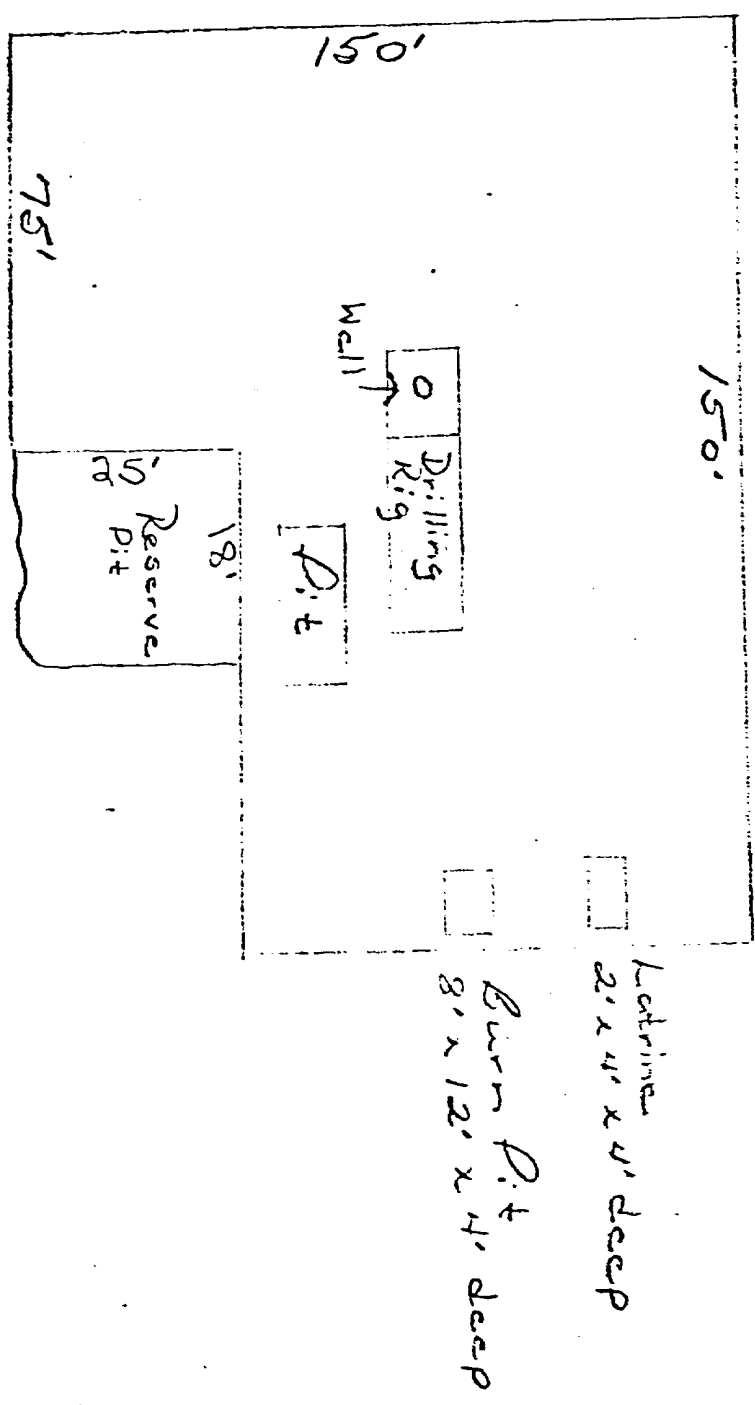 150'
150'
75'
Well
O
Drilling
Rig
Pit
25'
18'
Reserve
Pit
Latrine
2' x 4' x 4' deep
Burn Pit
8' x 12' x 4' deep